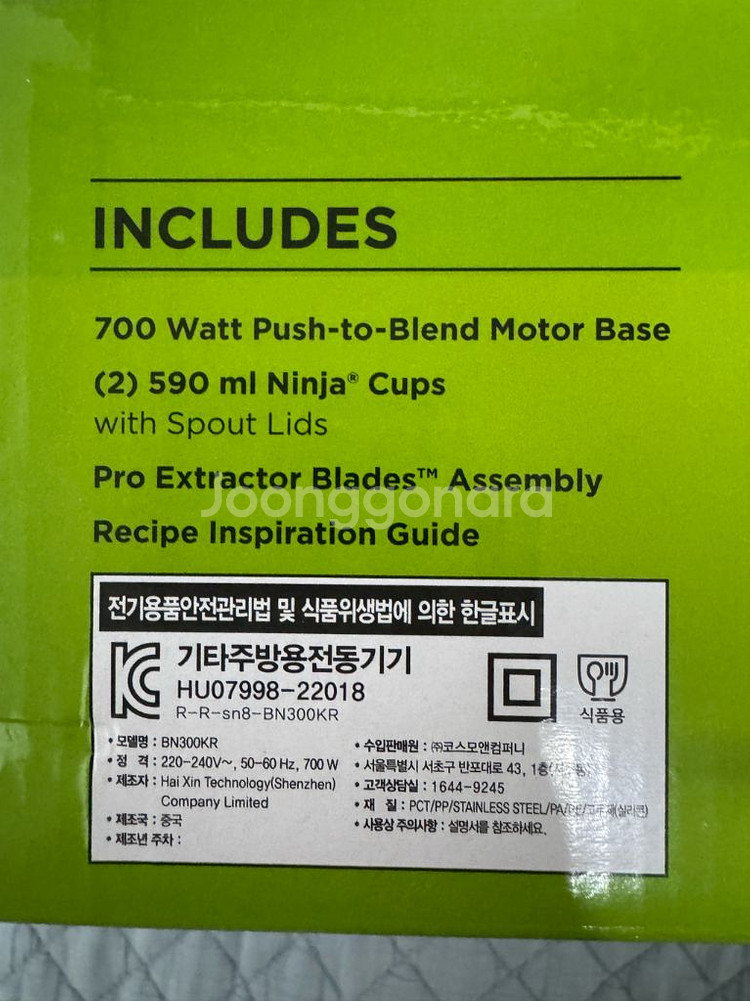 INCLUDES
700 Watt Push-to-Blend Motor Base
(2) 590 ml Ninja® Cups
with Spout Lids
Pro Extractor Blades™ Assembly
Joonggonara
Recipe Inspiration Guide
전기용품안전관리법 및 식품위생법에 의한 한글표시
기타주방용전동기기
HU07998-22018
R-R-sn8-BN300KR
식품용
• 모델명 : BN300KR
• 정 격 : 220-240V~, 50-60 Hz, 700 W
• 제조자 : Hai Xin Technology(Shenzhen)
Company Limited
• 제조국 : 중국
• 제조년 주차 :
• 수입판매원 : ㈜코스모앤컴퍼니
• 서울특별시 서초구 반포대로 43, 1층
• 고객상담실 : 1644-9245
• 재 질 : PCT/PP/STAINLESS STEEL/PA/
• 사용상 주의사항 : 설명서를 참조하세요.